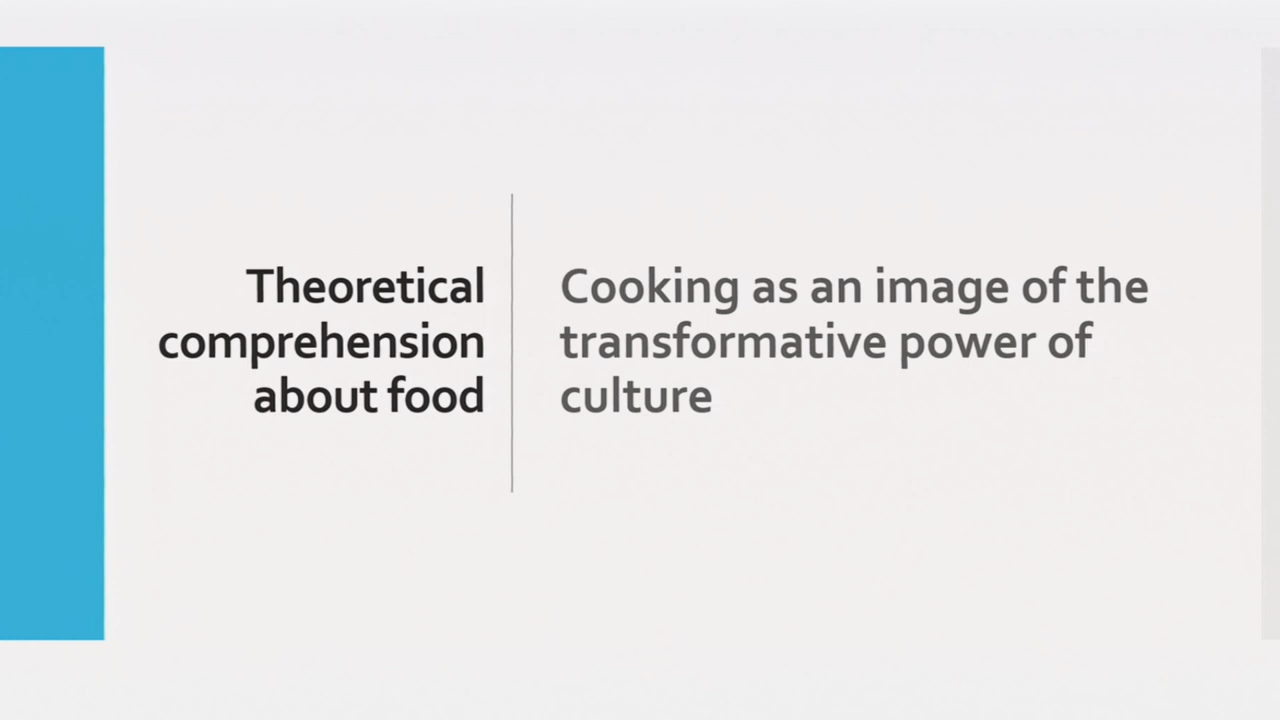 Theoretical
comprehension
about food
Cooking as an image of the
transformative power of
culture